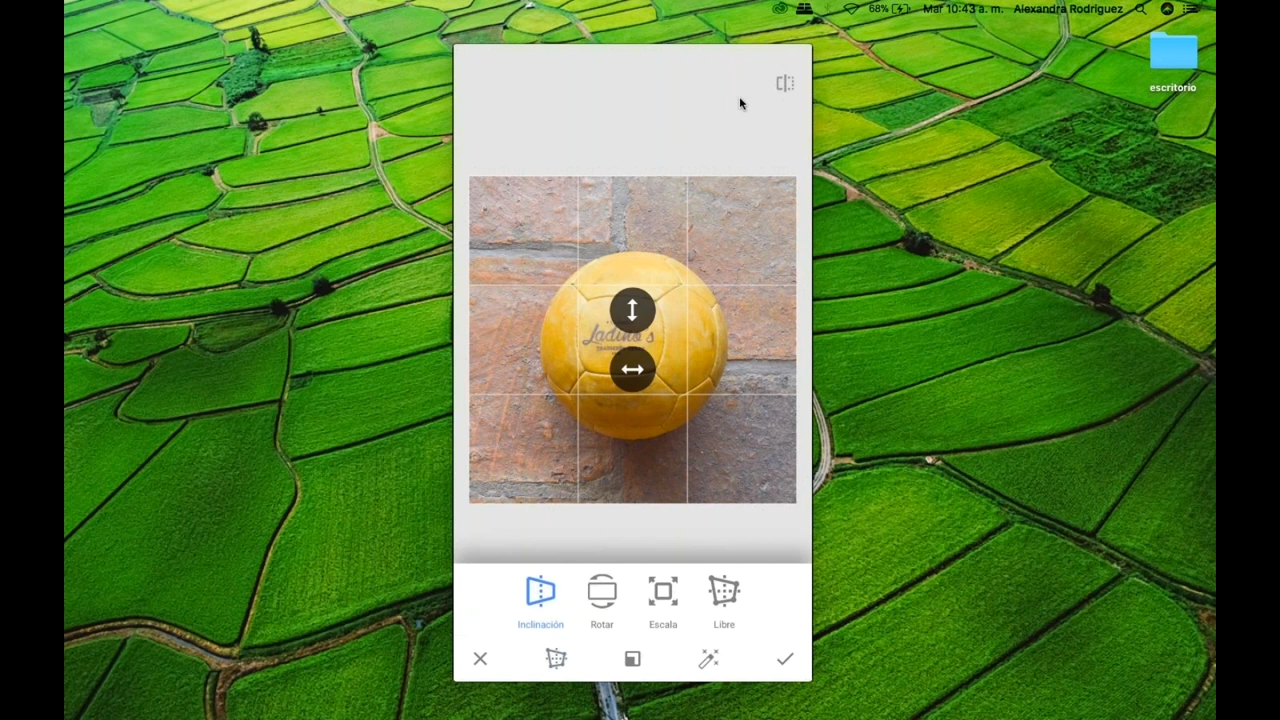 68% Mar 10:43 a. m. Alexandra Rodriguez
escritorio
Ladino's
Inclinación Rotar Escala Libre